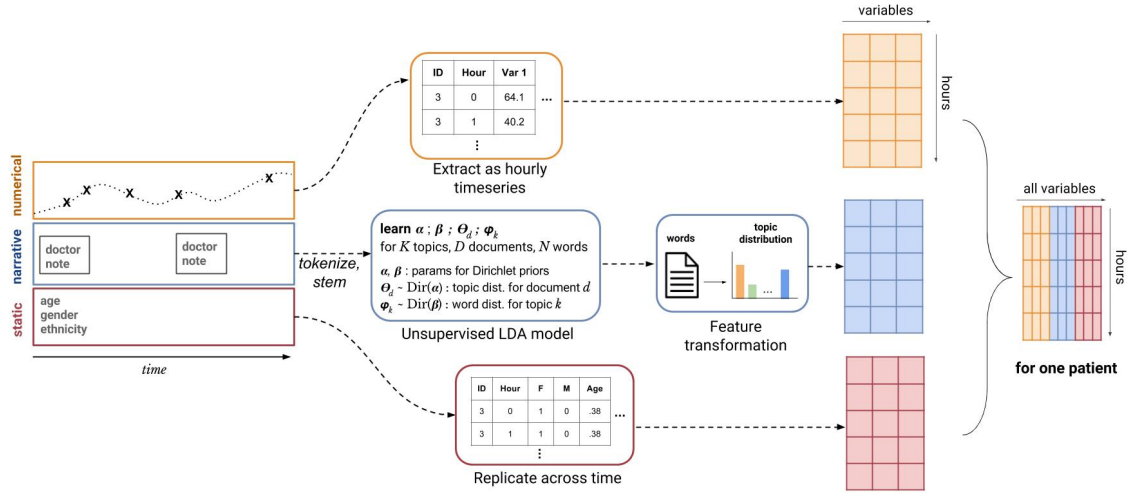 variables
hours
ID Hour Var 1
3 0 64.1 ...
3 1 40.2
⋮
Extract as hourly
timeseries
numerical
x x x x x
narrative
doctor
note
doctor
note
static
age
gender
ethnicity
time
tokenize,
stem
learn α ; β ; Θd ; φk
for K topics, D documents, N words
α, β : params for Dirichlet priors
Θd ~ Dir(α) : topic dist. for document d
φk ~ Dir(β) : word dist. for topic k
Unsupervised LDA model
words
topic
distribution
...
Feature
transformation
ID Hour F M Age
3 0 1 0 .38 ...
3 1 1 0 .38
⋮
Replicate across time
all variables
hours
for one patient